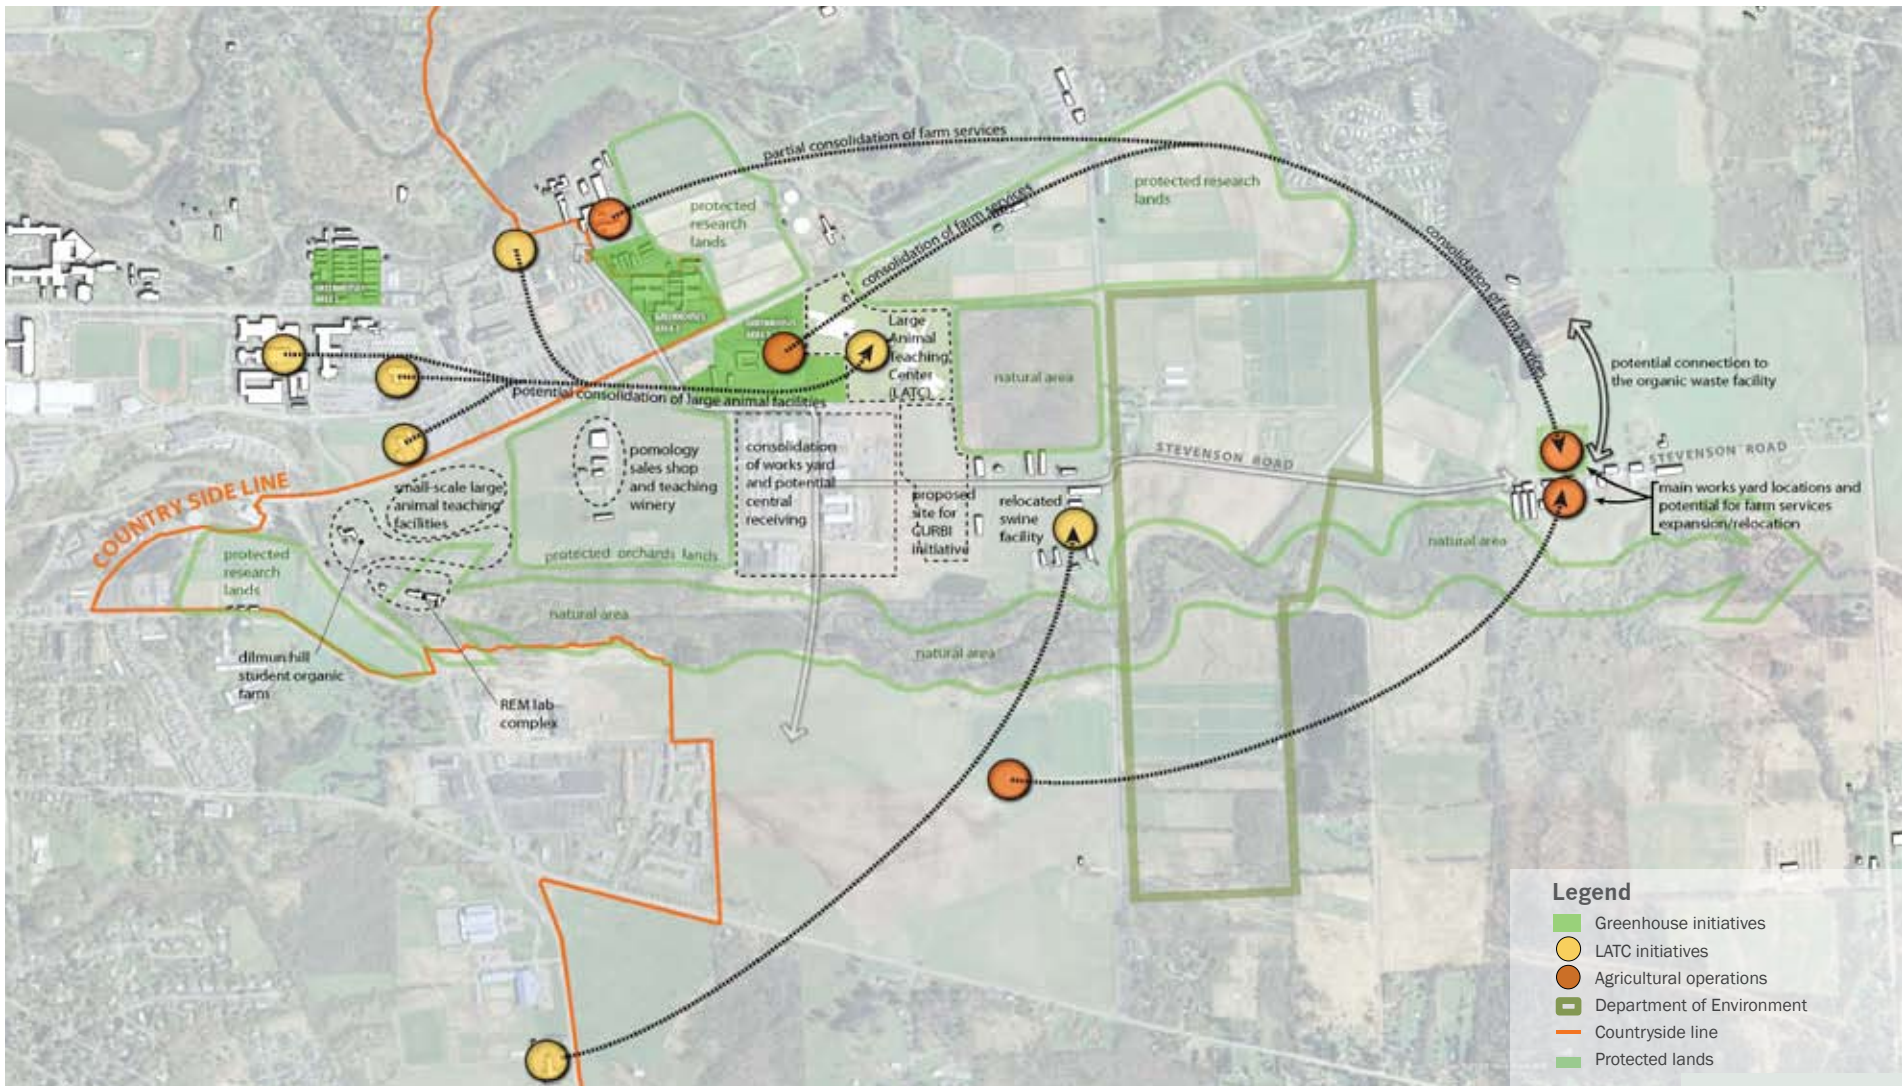 partial consolidation of farm services
consolidation of farm services
consolidation of farm services
protected research
lands
protected
research
lands
Large
Animal
Teaching
Center
(LATC)
natural area
potential connection to
the organic waste facility
potential consolidation of large animal facilities
STEVENSON ROAD
STEVENSON ROAD
COUNTRY SIDE LINE
small-scale large
animal teaching
facilities
pomology
sales shop
and teaching
winery
consolidation
of works yard
and potential
central
receiving
proposed
site for
CURBI
initiative
relocated
swine
facility
main works yard locations and
potential for farm services
expansion/relocation
protected
research
lands
protected orchards lands
natural area
natural area
natural area
dilmun hill
student organic
farm
REM lab
complex
Legend
Greenhouse initiatives
LATC initiatives
Agricultural operations
Department of Environment
Countryside line
Protected lands